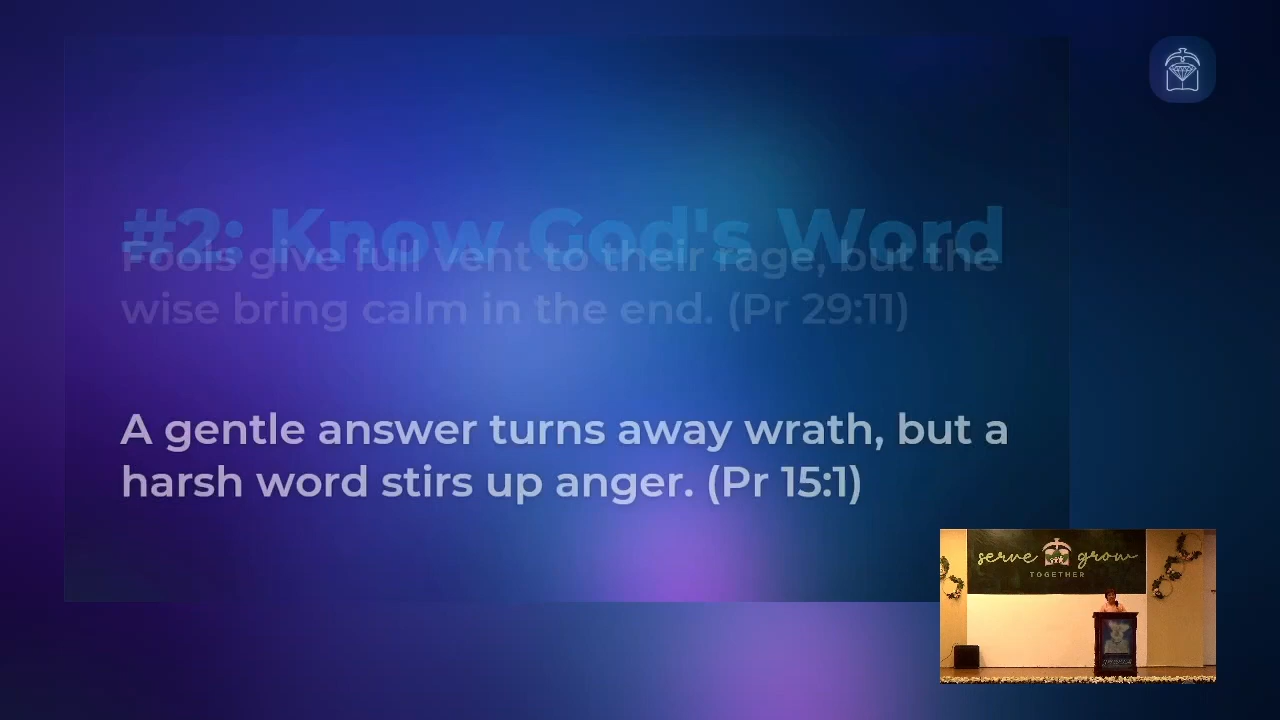 #2: Know God's Word
Fools give full vent to their rage, but the
wise bring calm in the end. (Pr 29:11)
A gentle answer turns away wrath, but a
harsh word stirs up anger. (Pr 15:1)
serve grow
TOGETHER